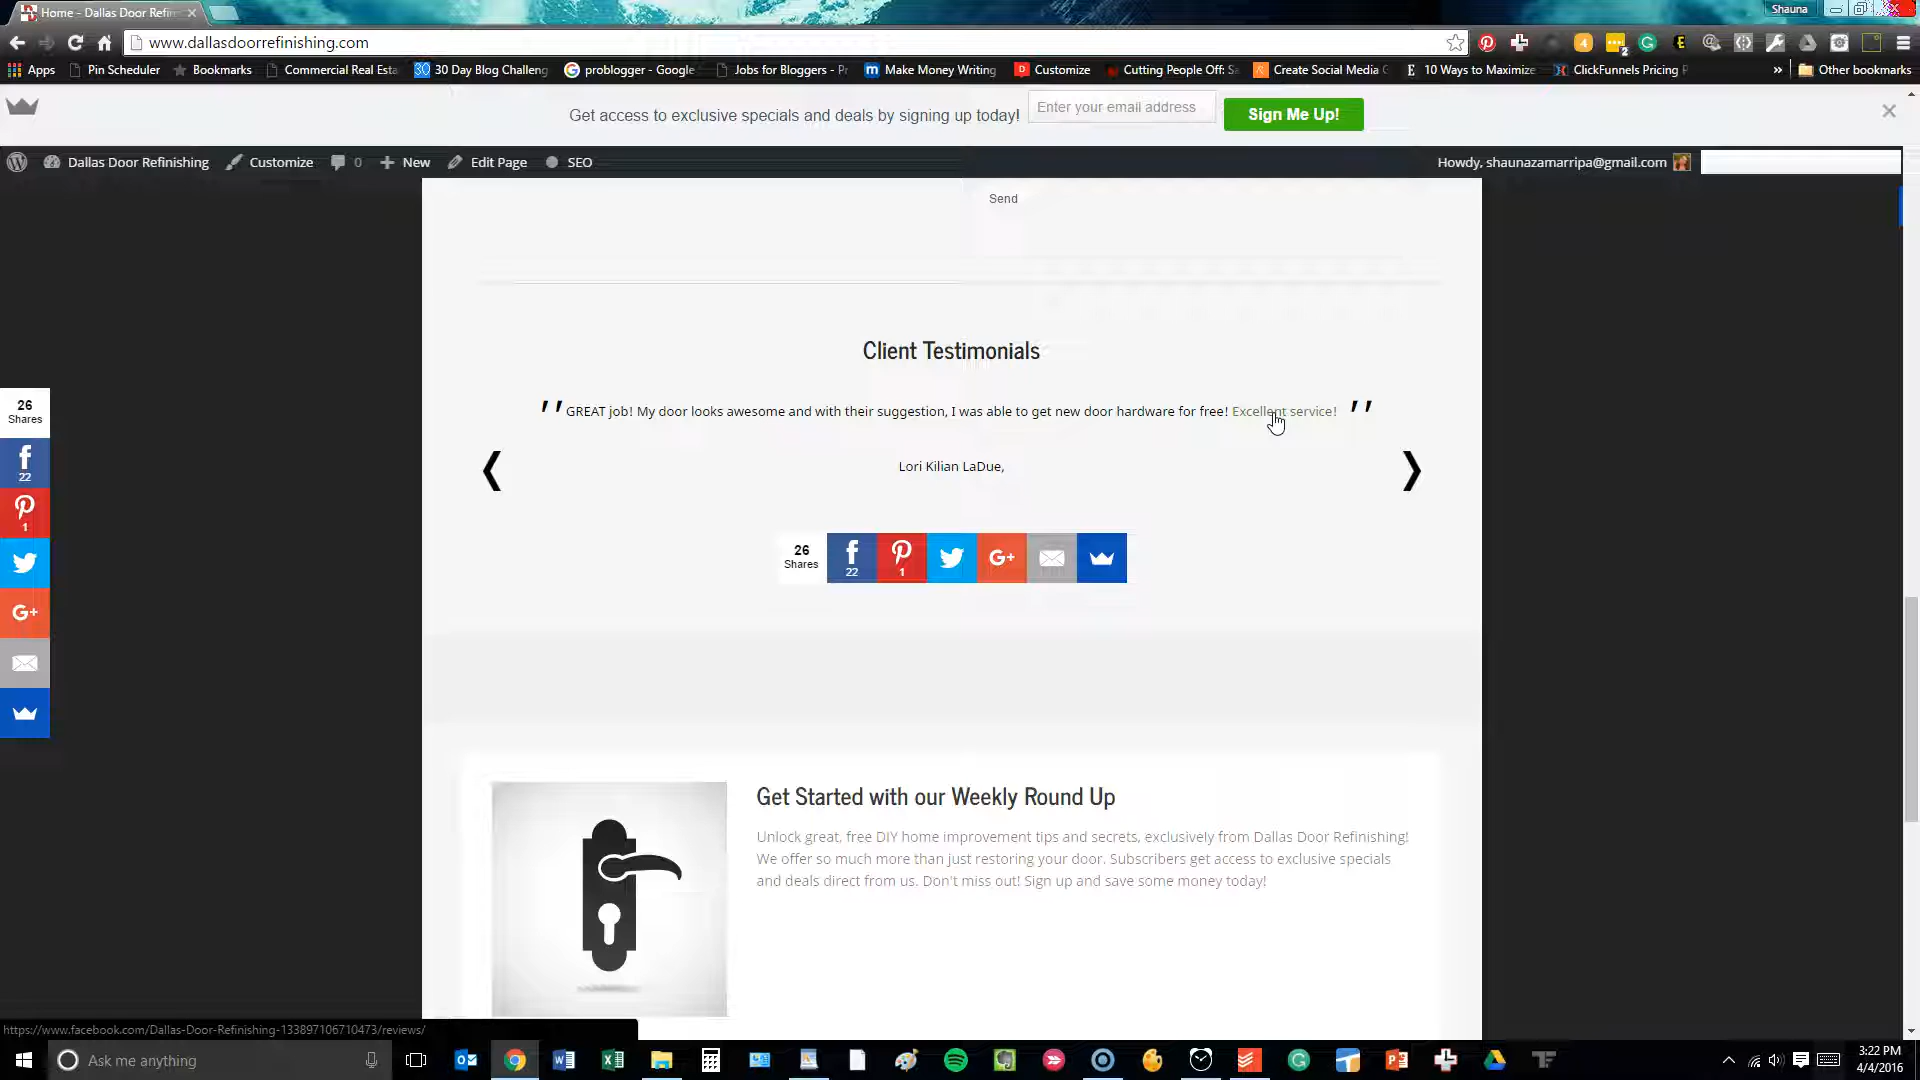 Home - Dallas Door Refin
Shauna
www.dallasdoorrefinishing.com
4
2
Apps
Pin Scheduler
Bookmarks
Commercial Real Esta
30 Day Blog Challeng
problogger - Google
Jobs for Bloggers - Pr
Make Money Writing
Customize
Cutting People Off: S
Create Social Media
10 Ways to Maximize
ClickFunnels Pricing P
»
Other bookmarks
Get access to exclusive specials and deals by signing up today!
Enter your email address
Sign Me Up!
Dallas Door Refinishing
Customize
0
New
Edit Page
SEO
Howdy, shaunazamarripa@gmail.com
Send
Client Testimonials
26
Shares
22
1
G+
"GREAT job! My door looks awesome and with their suggestion, I was able to get new door hardware for free! Excellent service!"
Lori Kilian LaDue,
26
Shares
22
1
G+
Get Started with our Weekly Round Up
Unlock great, free DIY home improvement tips and secrets, exclusively from Dallas Door Refinishing!
We offer so much more than just restoring your door. Subscribers get access to exclusive specials
and deals direct from us. Don't miss out! Sign up and save some money today!
https://www.facebook.com/Dallas-Door-Refinishing-133897106710473/reviews/
Ask me anything
3:22 PM
4/4/2016